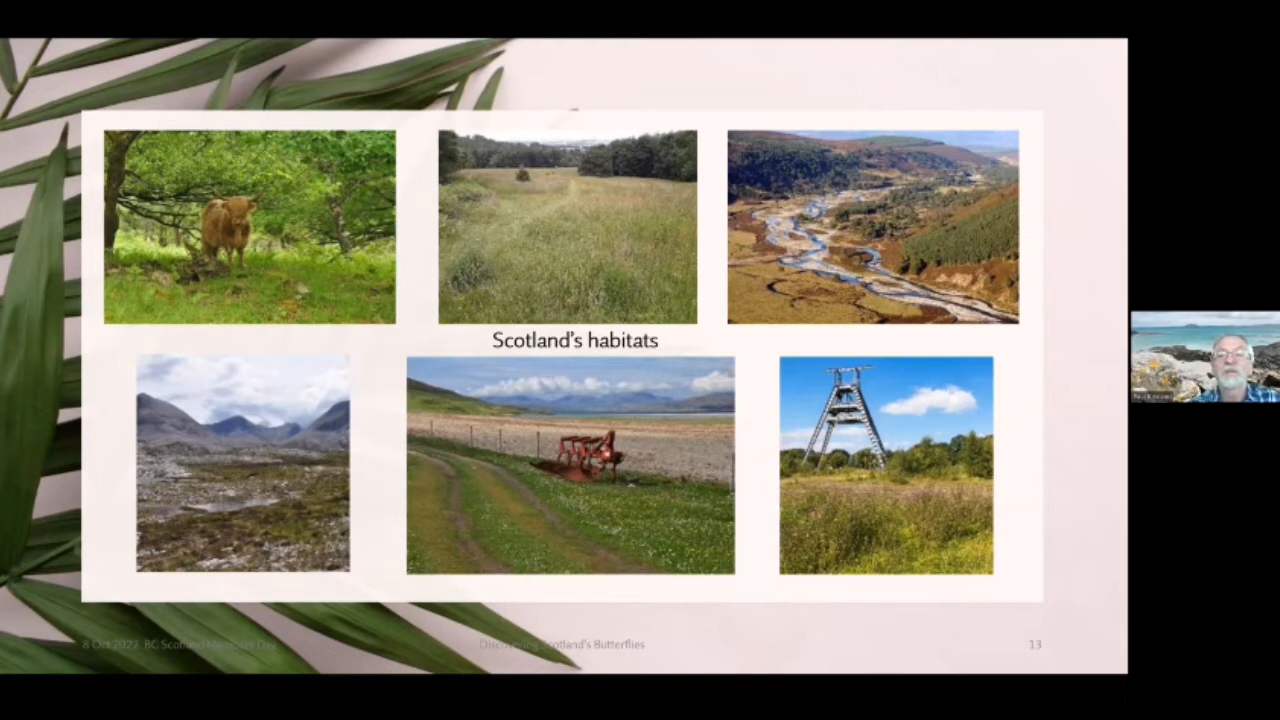 Scotland's habitats
8 Oct 2022 BC Scotland Members Day
Discovering Scotland's Butterflies
13